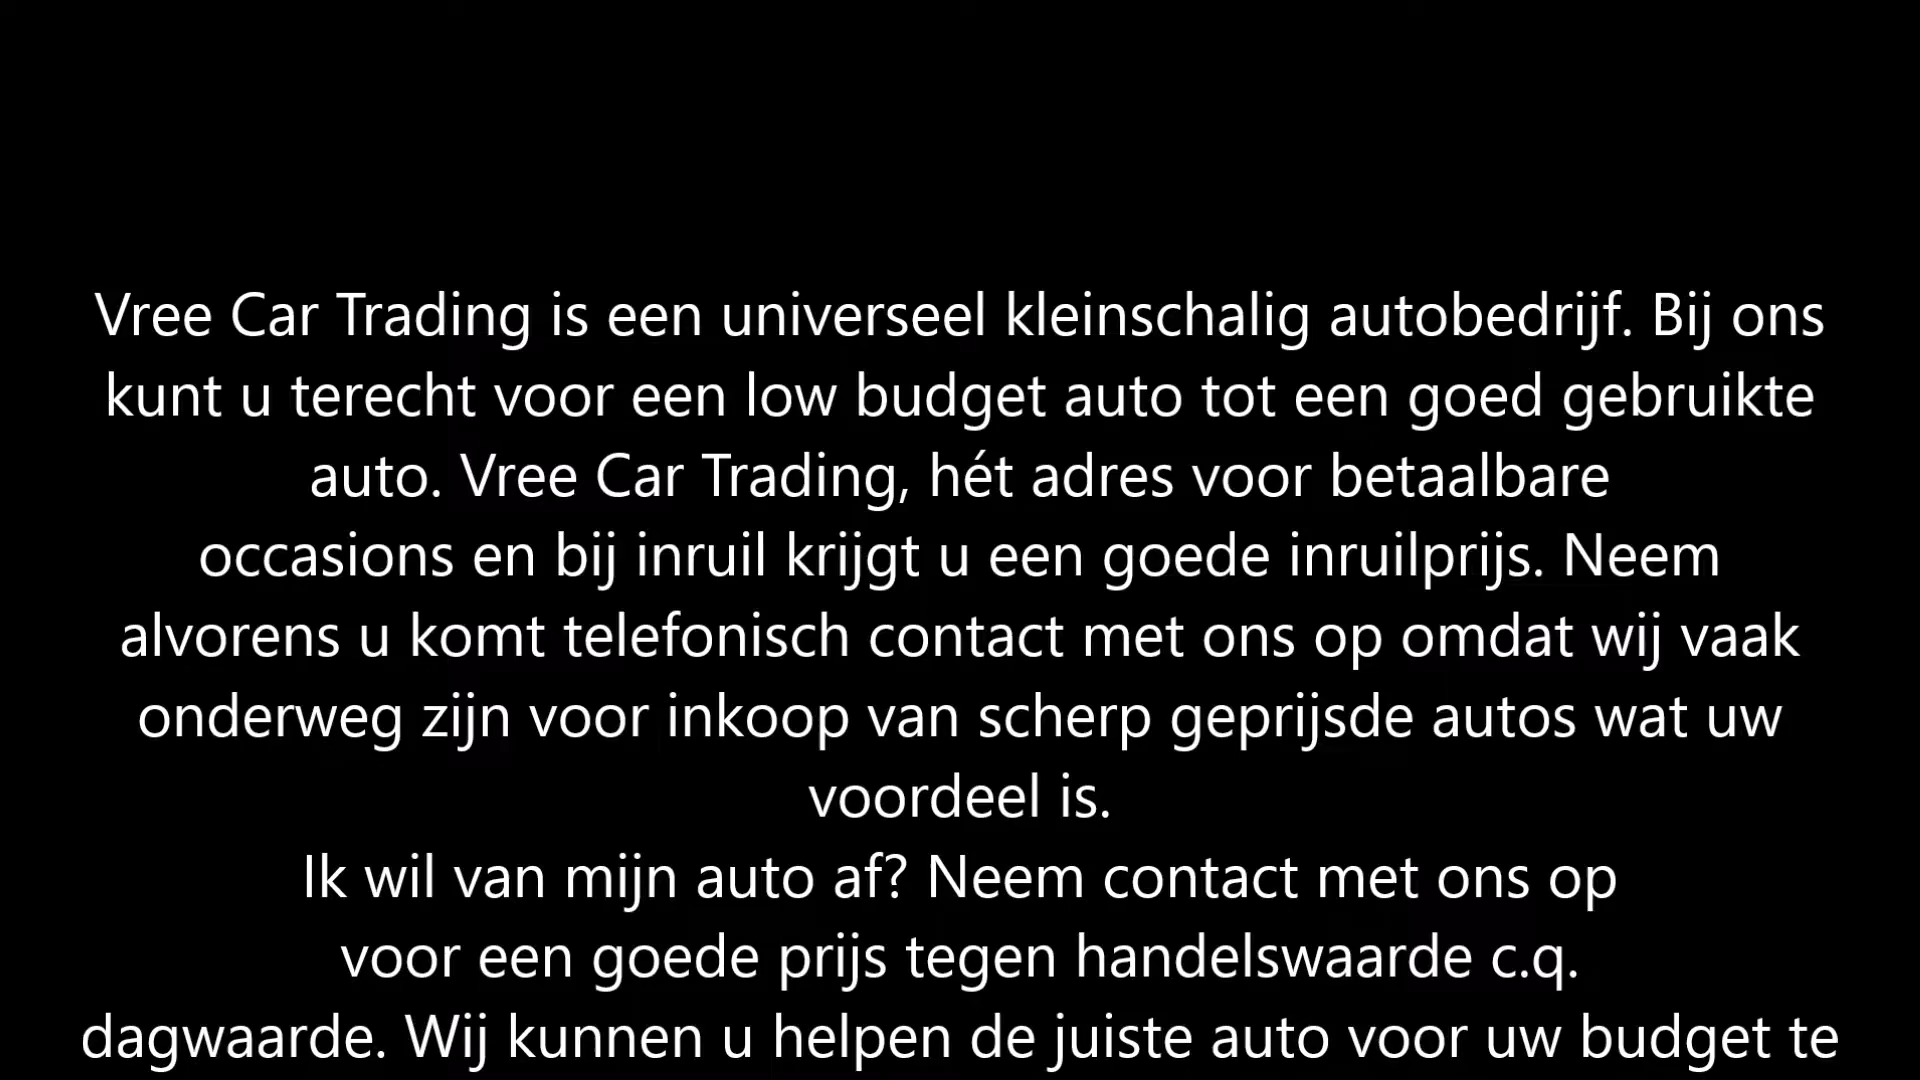 Vree Car Trading is een universeel kleinschalig autobedrijf. Bij ons
kunt u terecht voor een low budget auto tot een goed gebruikte
auto. Vree Car Trading, hét adres voor betaalbare
occasions en bij inruil krijgt u een goede inruilprijs. Neem
alvorens u komt telefonisch contact met ons op omdat wij vaak
onderweg zijn voor inkoop van scherp geprijsde autos wat uw
voordeel is.
Ik wil van mijn auto af? Neem contact met ons op
voor een goede prijs tegen handelswaarde c.q.
dagwaarde. Wij kunnen u helpen de juiste auto voor uw budget te